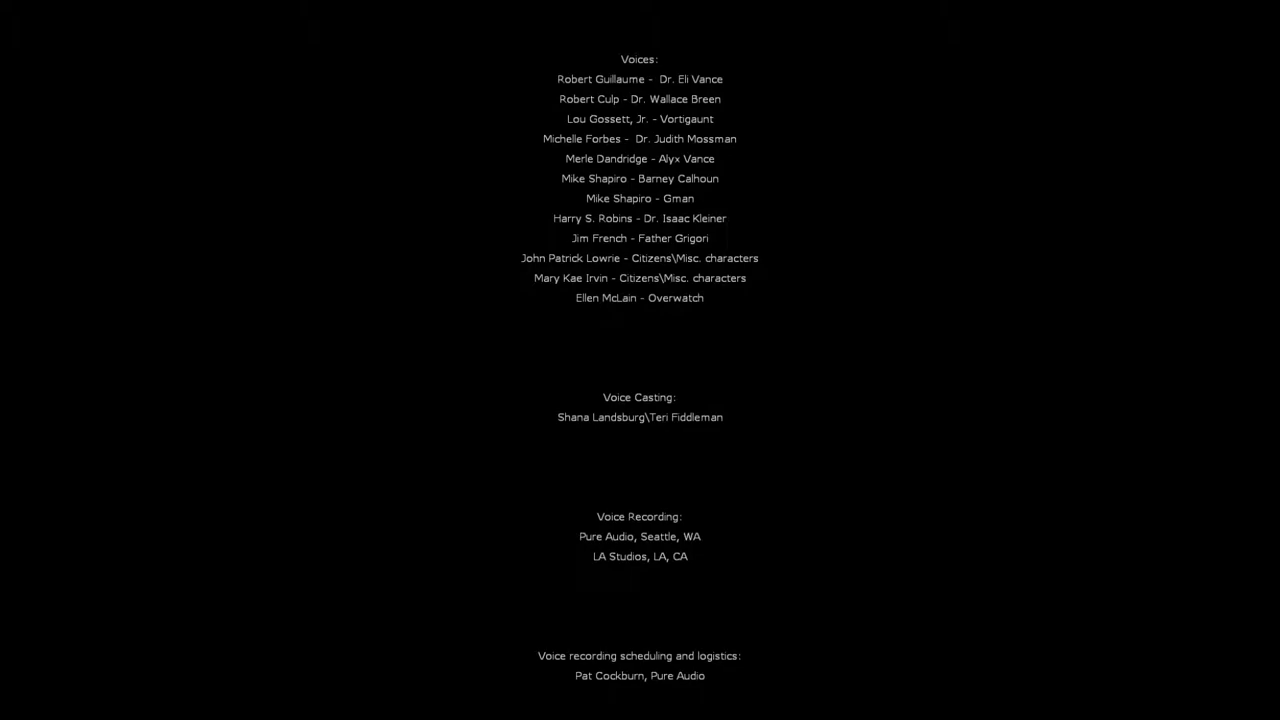 Voices:
Robert Guillaume -  Dr. Eli Vance
Robert Culp - Dr. Wallace Breen
Lou Gossett, Jr. - Vortigaunt
Michelle Forbes -  Dr. Judith Mossman
Merle Dandridge - Alyx Vance
Mike Shapiro - Barney Calhoun
Mike Shapiro - Gman
Harry S. Robins - Dr. Isaac Kleiner
Jim French - Father Grigori
John Patrick Lowrie - Citizens\Misc. characters
Mary Kae Irvin - Citizens\Misc. characters
Ellen McLain - Overwatch
Voice Casting:
Shana Landsburg\Teri Fiddleman
Voice Recording:
Pure Audio, Seattle, WA
LA Studios, LA, CA
Voice recording scheduling and logistics:
Pat Cockburn, Pure Audio